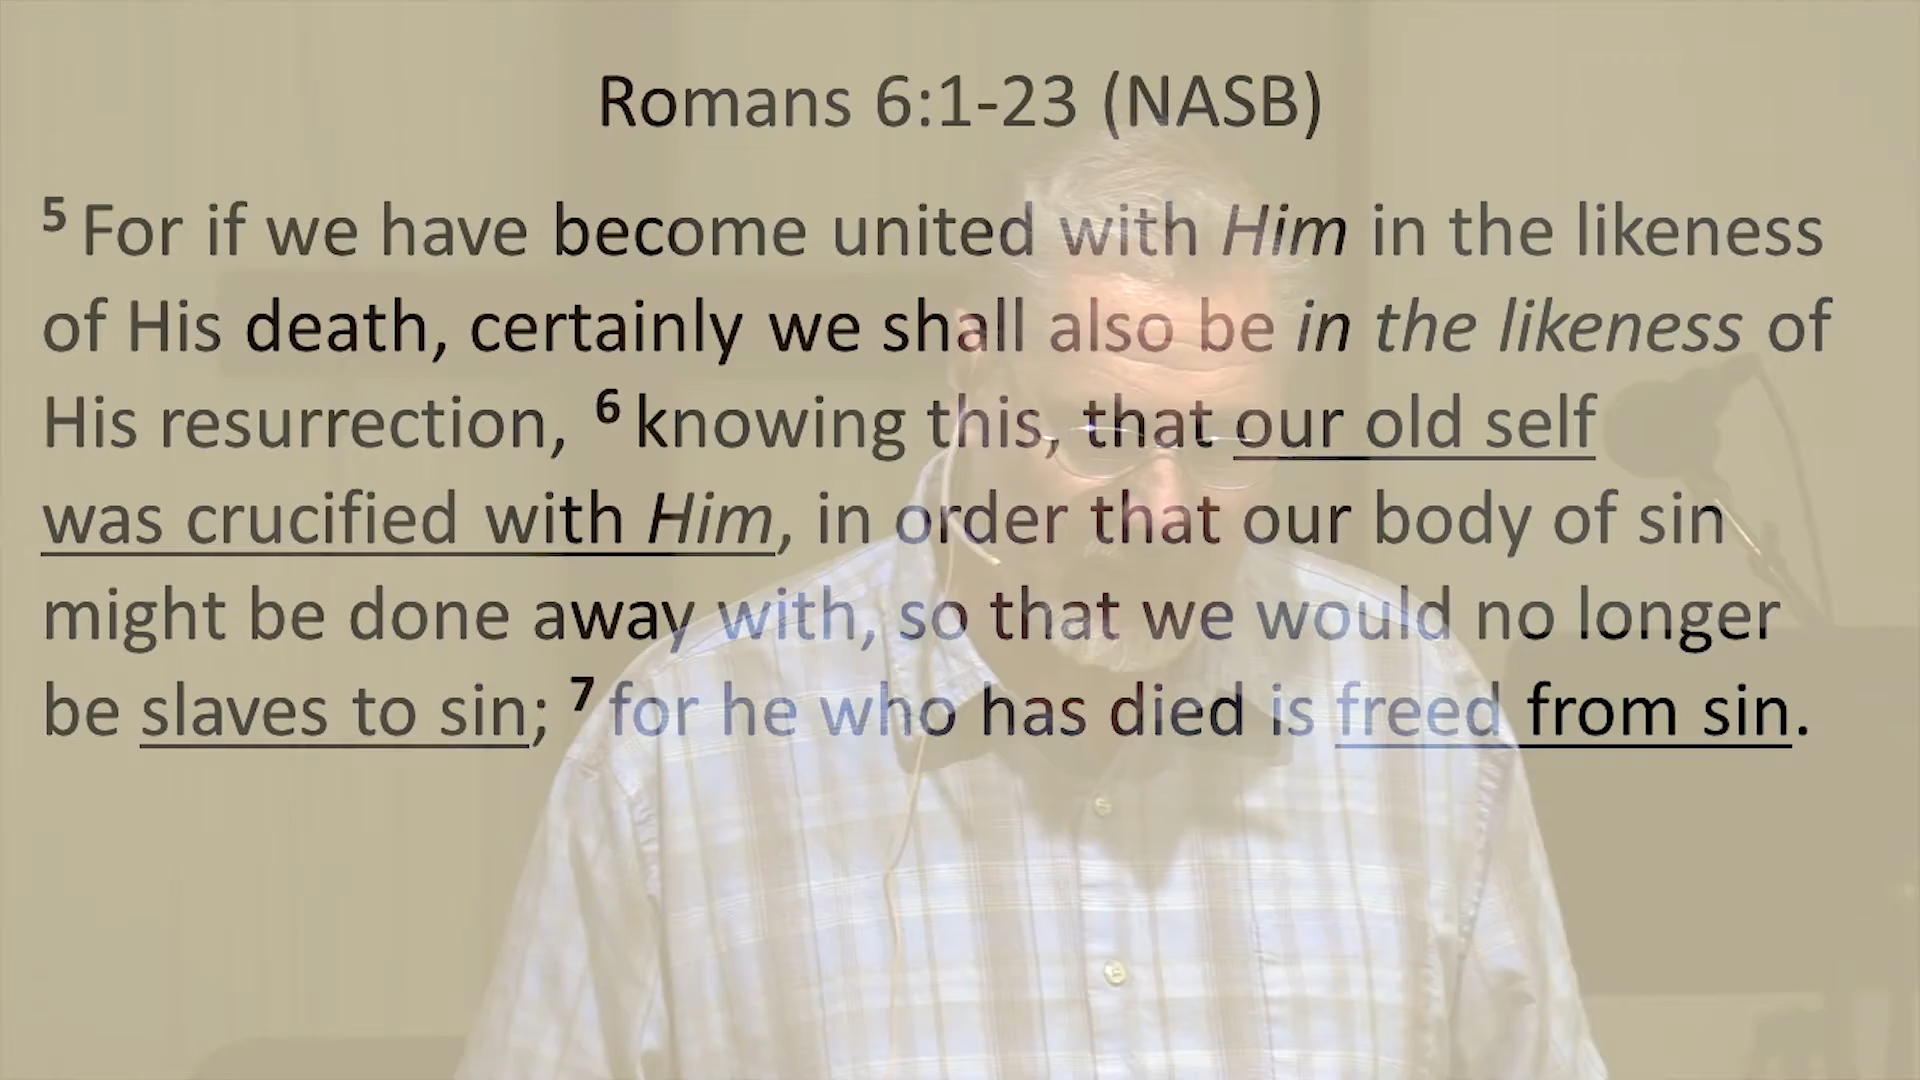 Romans 6:1-23 (NASB)
5 For if we have become united with Him in the likeness
of His death, certainly we shall also be in the likeness of
His resurrection, 6 knowing this, that our old self
was crucified with Him, in order that our body of sin
might be done away with, so that we would no longer
be slaves to sin; 7 for he who has died is freed from sin.